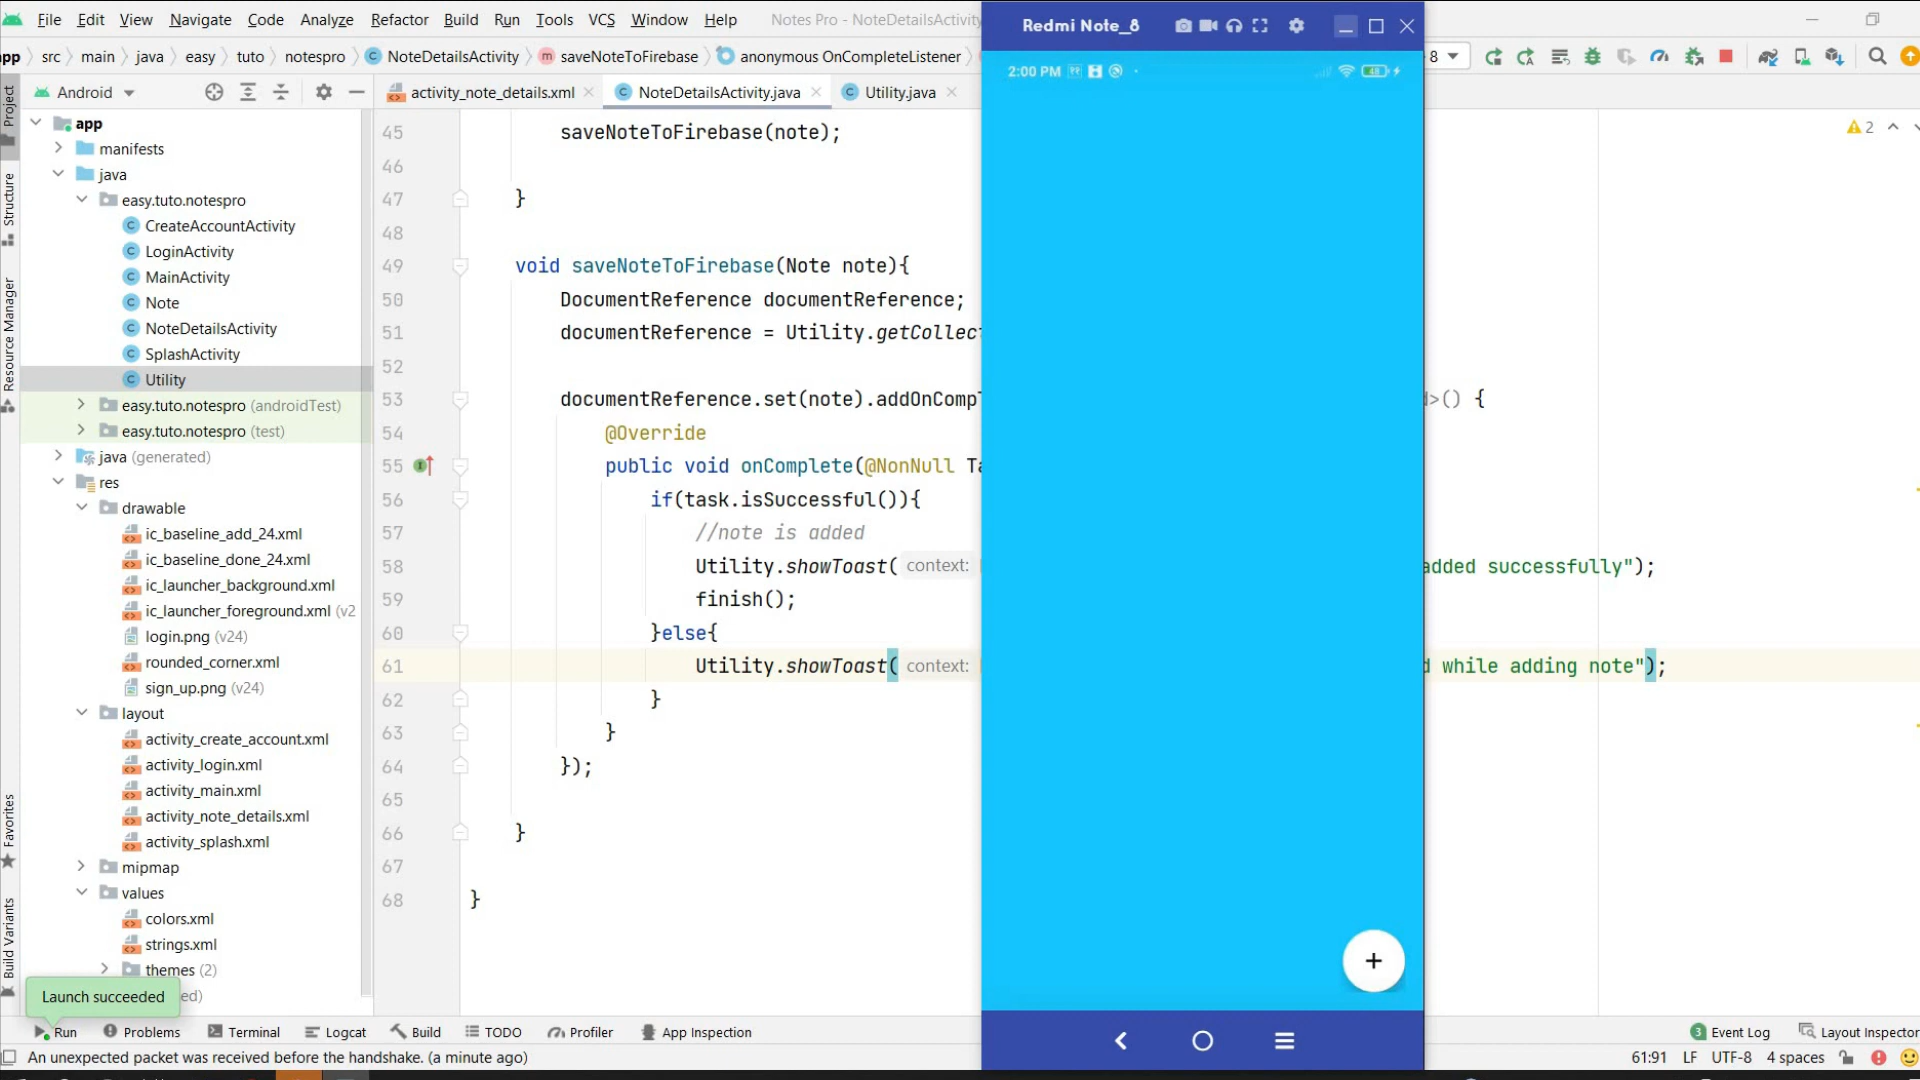 File Edit View Navigate Code Analyze Refactor Build Run Tools VCS Window Help Notes Pro - NoteDetailsActivity
app src main java easy tuto notespro NoteDetailsActivity saveNoteToFirebase anonymous OnCompleteListener
8
Android
activity_note_details.xml NoteDetailsActivity.java Utility.java
Redmi Note_8
2:00 PM
48
2
Project
Structure
Resource Manager
Favorites
Build Variants
app
manifests
java
easy.tuto.notespro
CreateAccountActivity
LoginActivity
MainActivity
Note
NoteDetailsActivity
SplashActivity
Utility
easy.tuto.notespro (androidTest)
easy.tuto.notespro (test)
java (generated)
res
drawable
ic_baseline_add_24.xml
ic_baseline_done_24.xml
ic_launcher_background.xml
ic_launcher_foreground.xml (v2
login.png (v24)
rounded_corner.xml
sign_up.png (v24)
layout
activity_create_account.xml
activity_login.xml
activity_main.xml
activity_note_details.xml
activity_splash.xml
mipmap
values
colors.xml
strings.xml
themes (2)
ed)
Launch succeeded
45 saveNoteToFirebase(note);
46
47 }
48
49 void saveNoteToFirebase(Note note){
50 DocumentReference documentReference;
51 documentReference = Utility.getCollec
52
53 documentReference.set(note).addOnComp d>() {
54 @Override
55 public void onComplete(@NonNull Ta
56 if(task.isSuccessful()){
57 //note is added
58 Utility.showToast( context: added successfully");
59 finish();
60 }else{
61 Utility.showToast( context: d while adding note");
62 }
63 }
64 });
65
66 }
67
68 }
+
Run Problems Terminal Logcat Build TODO Profiler App Inspection
3 Event Log Layout Inspector
An unexpected packet was received before the handshake. (a minute ago)
61:91 LF UTF-8 4 spaces